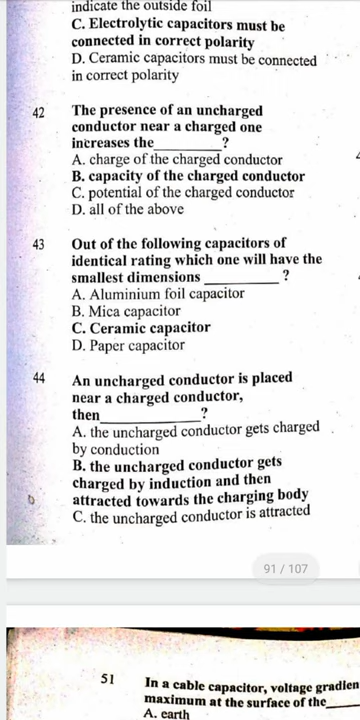 indicate the outside foil
C. Electrolytic capacitors must be
connected in correct polarity
D. Ceramic capacitors must be connected
in correct polarity
42 The presence of an uncharged
conductor near a charged one
increases the_________?
A. charge of the charged conductor
B. capacity of the charged conductor
C. potential of the charged conductor
D. all of the above
43 Out of the following capacitors of
identical rating which one will have the
smallest dimensions _________ ?
A. Aluminium foil capacitor
B. Mica capacitor
C. Ceramic capacitor
D. Paper capacitor
44 An uncharged conductor is placed
near a charged conductor,
then____________?
A. the uncharged conductor gets charged
by conduction
B. the uncharged conductor gets
charged by induction and then
attracted towards the charging body
C. the uncharged conductor is attracted
91 / 107
51 In a cable capacitor, voltage gradien
maximum at the surface of the____
A. earth